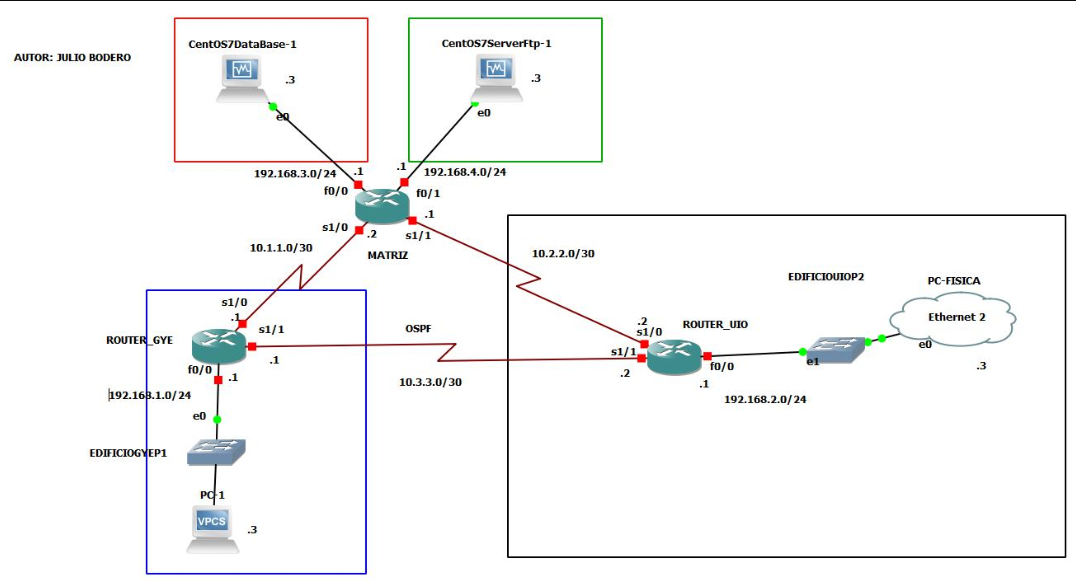 AUTOR: JULIO BODERO
CentOS7DataBase-1
.3
e0
CentOS7ServerFtp-1
.3
e0
192.168.3.0/24
.1
f0/0
.1
192.168.4.0/24
f0/1
s1/0
.2
.1
s1/1
MATRIZ
10.1.1.0/30
10.2.2.0/30
s1/0
.1
s1/1
ROUTER_GYE
.1
f0/0
.1
192.168.1.0/24
e0
EDIFICIOGYEP1
PC-1
VPCS
.3
OSPF
10.3.3.0/30
.2
s1/0
s1/1
.2
ROUTER_UIO
f0/0
.1
192.168.2.0/24
EDIFICIOUIOP2
e1
PC-FISICA
Ethernet 2
e0
.3